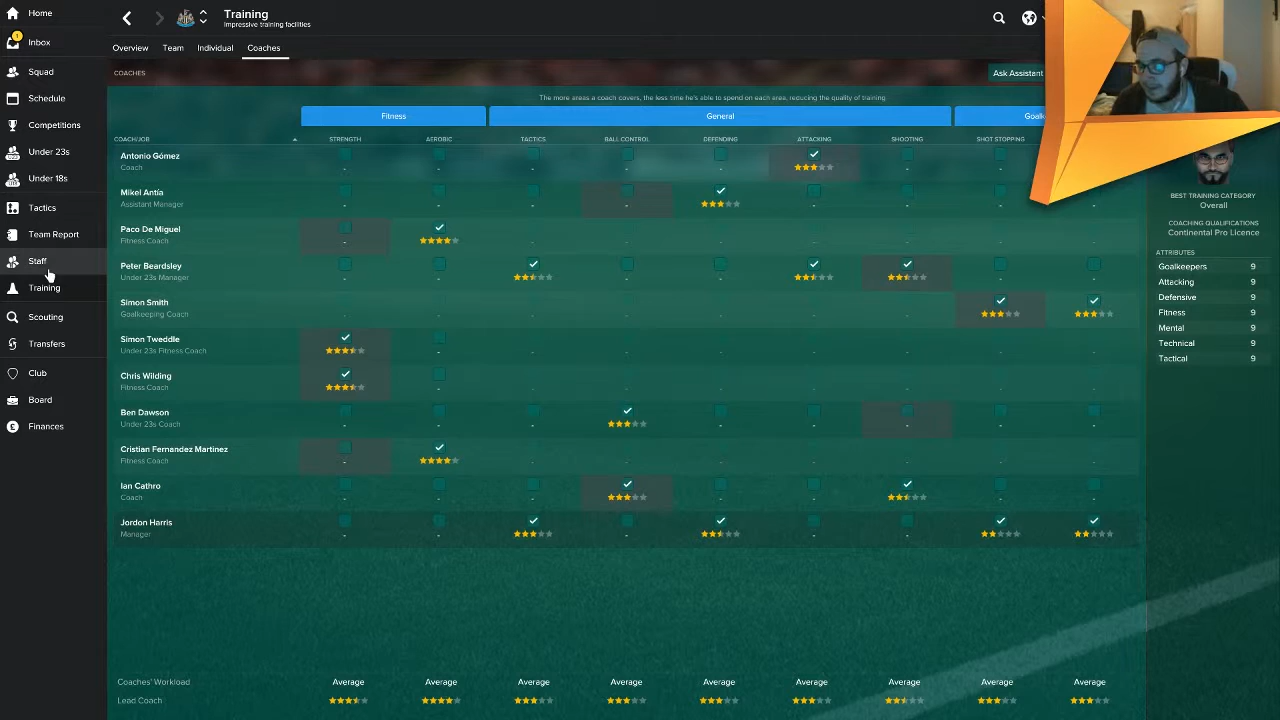 Home
1
Inbox
Squad
Schedule
Competitions
Under 23s
Under 18s
Tactics
Team Report
Staff
Training
Scouting
Transfers
Club
Board
Finances
Training
Impressive training facilities
Overview Team Individual Coaches
COACHES
Ask Assistant
The more areas a coach covers, the less time he's able to spend on each area, reducing the quality of training.
Fitness General
COACH/JOB STRENGTH AEROBIC TACTICS BALL CONTROL DEFENDING ATTACKING SHOOTING SHOT STOPPING
Antonio Gómez
Coach - - - - - - -
Mikel Antía
Assistant Manager - - - - - - -
Paco De Miguel
Fitness Coach - - - - - - - -
Peter Beardsley
Under 23s Manager - - - - - -
Simon Smith
Goalkeeping Coach - - - - - - -
Simon Tweddle
Under 23s Fitness Coach - - - - - - - -
Chris Wilding
Fitness Coach - - - - - - - -
Ben Dawson
Under 23s Coach - - - - - - - -
Cristian Fernandez Martinez
Fitness Coach - - - - - - - -
Ian Cathro
Coach - - - - - - -
Jordon Harris
Manager - - - - -
Coaches' Workload Average Average Average Average Average Average Average Average Average
Lead Coach
BEST TRAINING CATEGORY
Overall
COACHING QUALIFICATIONS
Continental Pro Licence
ATTRIBUTES
Goalkeepers 9
Attacking 9
Defensive 9
Fitness 9
Mental 9
Technical 9
Tactical 9